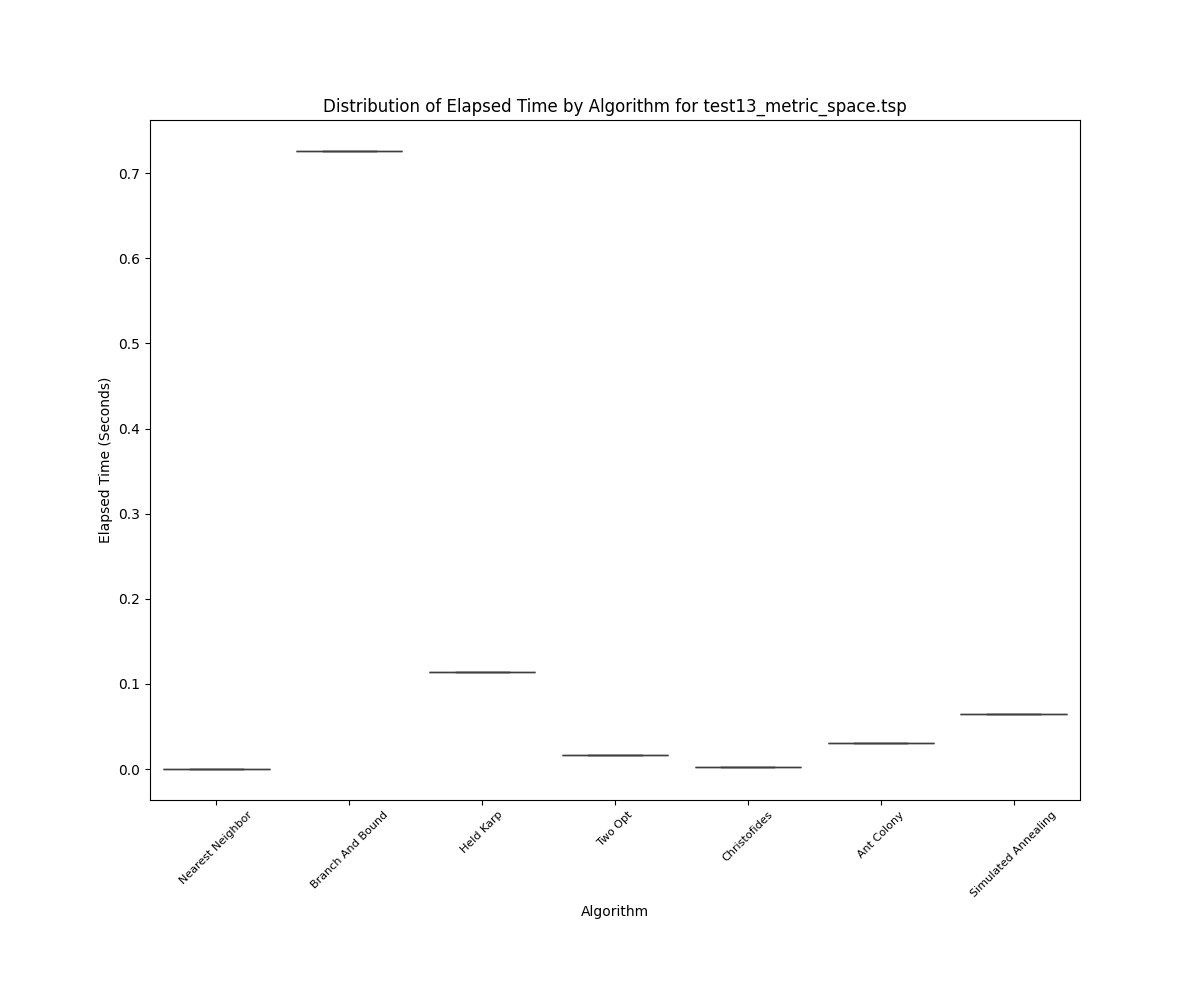 Distribution of Elapsed Time by Algorithm for test13_metric_space.tsp
0.7
0.6
0.5
0.4
0.3
0.2
0.1
0.0
Elapsed Time (Seconds)
Nearest Neighbor
Branch And Bound
Held Karp
Two Opt
Christofides
Ant Colony
Simulated Annealing
Algorithm